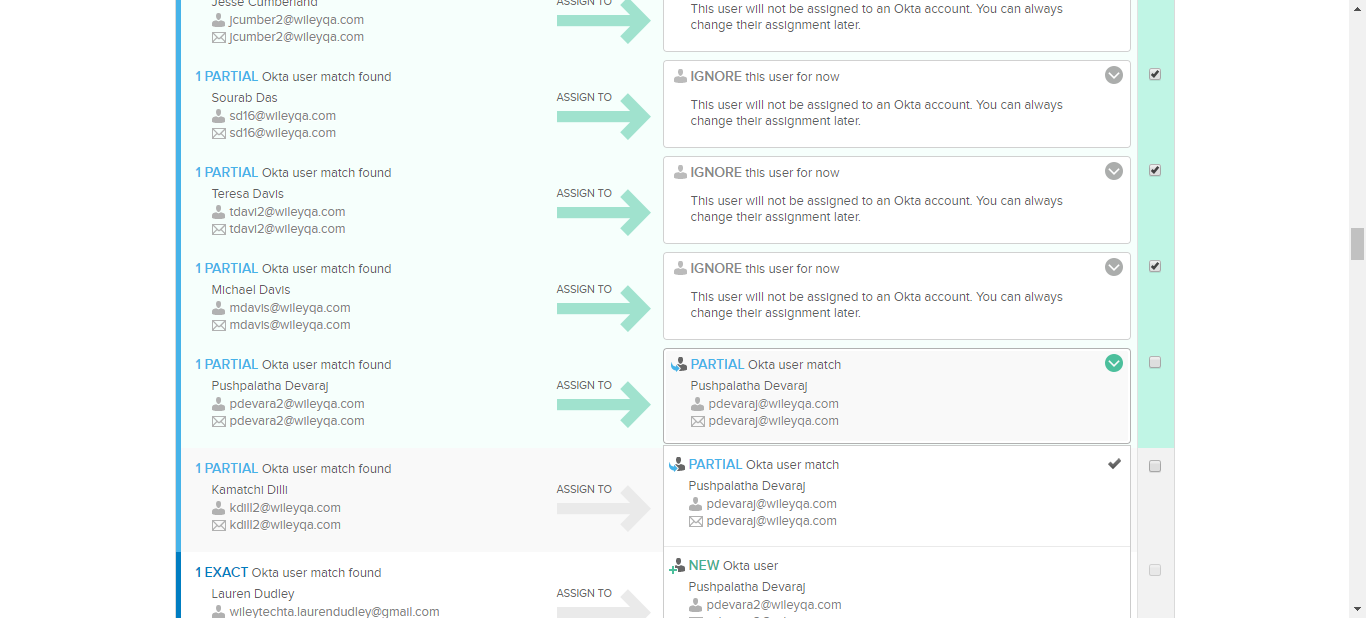 Jesse Cumberland
jcumber2@wileyqa.com
jcumber2@wileyqa.com
ASSIGN TO
This user will not be assigned to an Okta account. You can always
change their assignment later.
1 PARTIAL Okta user match found
Sourab Das
sd16@wileyqa.com
sd16@wileyqa.com
ASSIGN TO
IGNORE this user for now
This user will not be assigned to an Okta account. You can always
change their assignment later.
1 PARTIAL Okta user match found
Teresa Davis
tdavi2@wileyqa.com
tdavi2@wileyqa.com
ASSIGN TO
IGNORE this user for now
This user will not be assigned to an Okta account. You can always
change their assignment later.
1 PARTIAL Okta user match found
Michael Davis
mdavis@wileyqa.com
mdavis@wileyqa.com
ASSIGN TO
IGNORE this user for now
This user will not be assigned to an Okta account. You can always
change their assignment later.
1 PARTIAL Okta user match found
Pushpalatha Devaraj
pdevara2@wileyqa.com
pdevara2@wileyqa.com
ASSIGN TO
PARTIAL Okta user match
Pushpalatha Devaraj
pdevaraj@wileyqa.com
pdevaraj@wileyqa.com
1 PARTIAL Okta user match found
Kamatchi Dilli
kdill2@wileyqa.com
kdill2@wileyqa.com
ASSIGN TO
PARTIAL Okta user match
Pushpalatha Devaraj
pdevaraj@wileyqa.com
pdevaraj@wileyqa.com
1 EXACT Okta user match found
Lauren Dudley
wileytechta.laurendudley@gmail.com
ASSIGN TO
NEW Okta user
Pushpalatha Devaraj
pdevara2@wileyqa.com